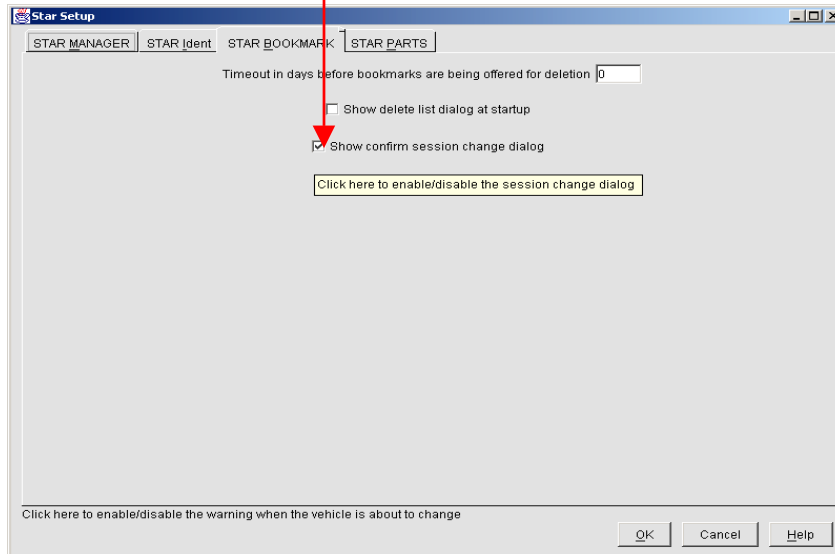 Star Setup
STAR MANAGER STAR Ident STAR BOOKMARK STAR PARTS
Timeout in days before bookmarks are being offered for deletion 0
Show delete list dialog at startup
Show confirm session change dialog
Click here to enable/disable the session change dialog
Click here to enable/disable the warning when the vehicle is about to change
OK Cancel Help